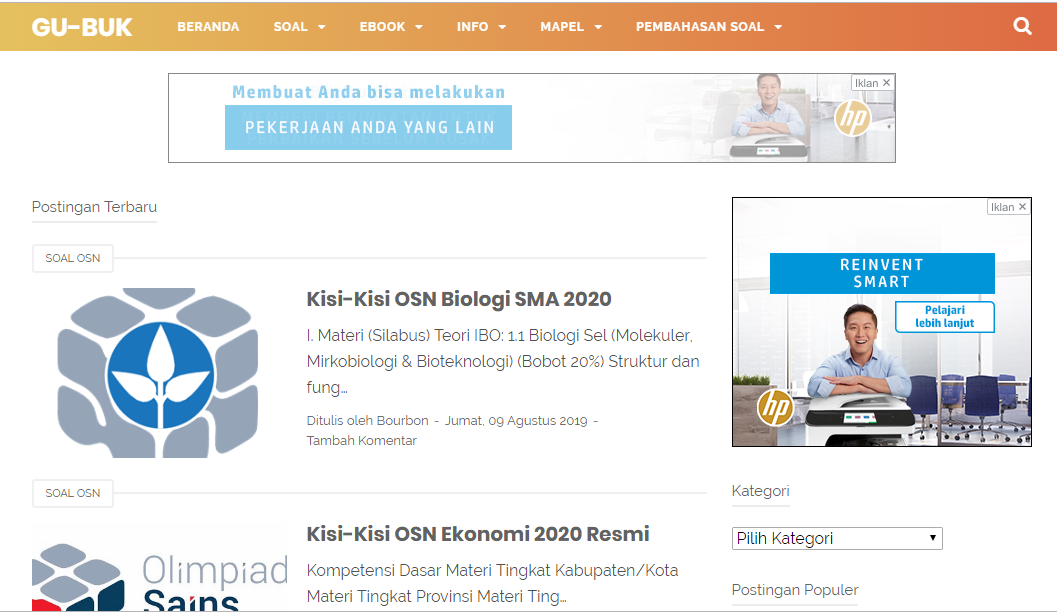 GU-BUK
BERANDA
SOAL
EBOOK
INFO
MAPEL
PEMBAHASAN SOAL
Membuat Anda bisa melakukan
PEKERJAAN ANDA YANG LAIN
Iklan
hp
Postingan Terbaru
SOAL OSN
Kisi-Kisi OSN Biologi SMA 2020
I. Materi (Silabus) Teori IBO: 1.1 Biologi Sel (Molekuler,
Mirkobiologi & Bioteknologi) (Bobot 20%) Struktur dan
fung...
Ditulis oleh Bourbon - Jumat, 09 Agustus 2019 -
Tambah Komentar
SOAL OSN
Kisi-Kisi OSN Ekonomi 2020 Resmi
Kompetensi Dasar Materi Tingkat Kabupaten/Kota
Materi Tingkat Provinsi Materi Ting...
Olimpiad
Sains
Iklan
REINVENT
SMART
Pelajari
lebih lanjut
hp
Kategori
Pilih Kategori
Postingan Populer